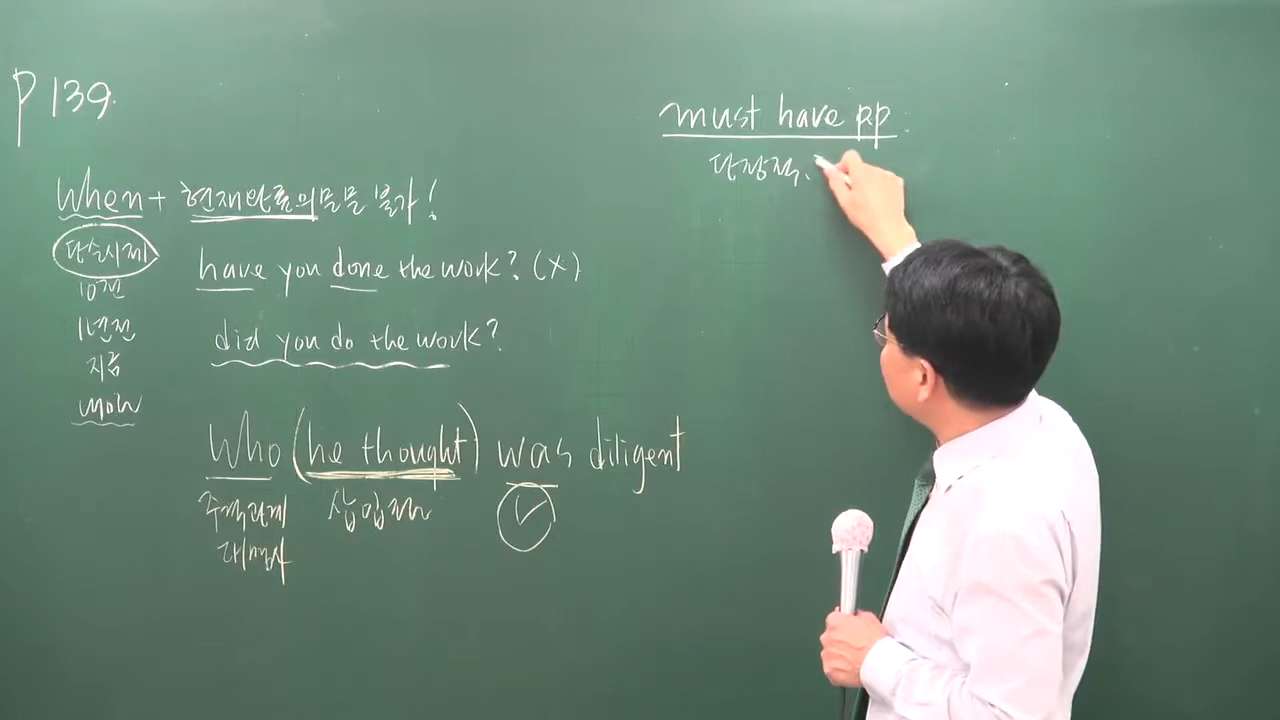 P 139.
When + 현재완료의문문 불가!
단순시제
have you done the work? (X)
10전
did you do the work?
1년전
지금
now
Who (he thought) was diligent
주격관계
대명사
삽입
must have pp
단정적.